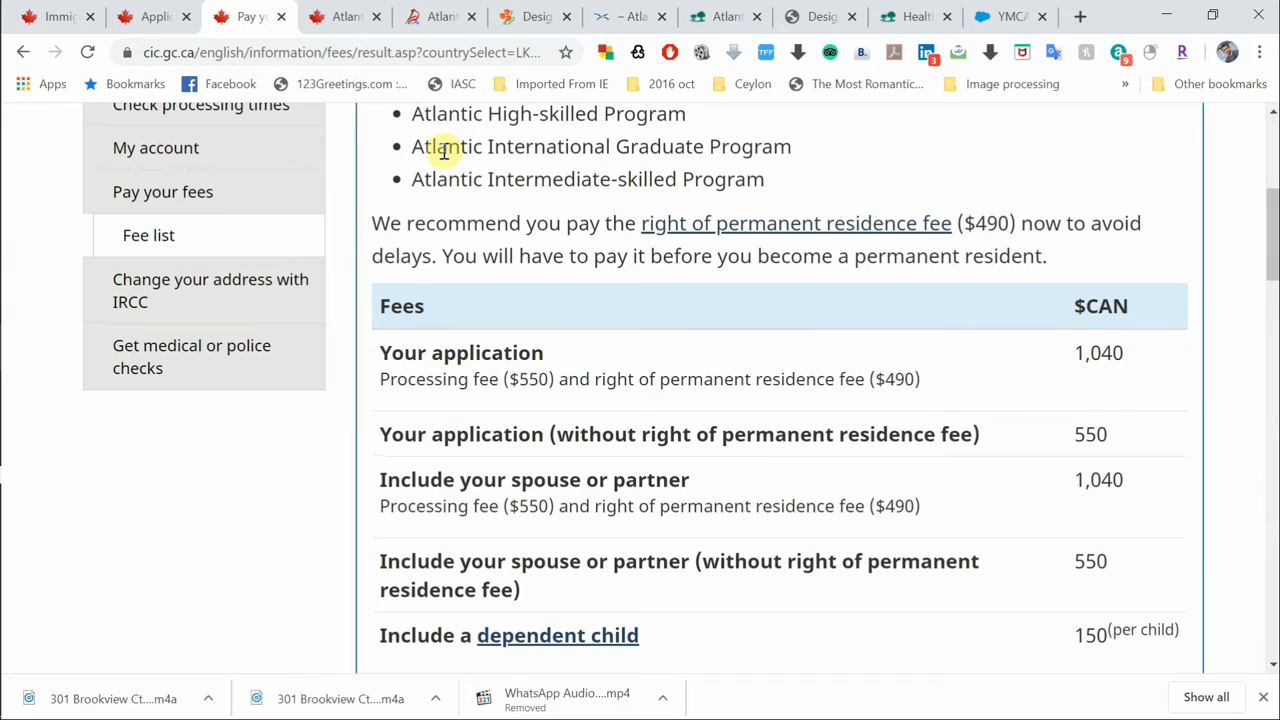 Immig
Applic
Pay yo
Atlant
Atlant
Desig
– Atla
Atlant
Desig
Healt
YMCA
cic.gc.ca/english/information/fees/result.asp?countrySelect=LK...
Apps
Bookmarks
Facebook
123Greetings.com :...
IASC
Imported From IE
2016 oct
Ceylon
The Most Romantic...
Image processing
»
Other bookmarks
Check processing times
My account
Pay your fees
Fee list
Change your address with
IRCC
Get medical or police
checks
• Atlantic High-skilled Program
• Atlantic International Graduate Program
• Atlantic Intermediate-skilled Program
We recommend you pay the right of permanent residence fee ($490) now to avoid
delays. You will have to pay it before you become a permanent resident.
Fees $CAN
Your application 1,040
Processing fee ($550) and right of permanent residence fee ($490)
Your application (without right of permanent residence fee) 550
Include your spouse or partner 1,040
Processing fee ($550) and right of permanent residence fee ($490)
Include your spouse or partner (without right of permanent 550
residence fee)
Include a dependent child 150(per child)
301 Brookview Ct....m4a
301 Brookview Ct....m4a
WhatsApp Audio....mp4
Removed
Show all